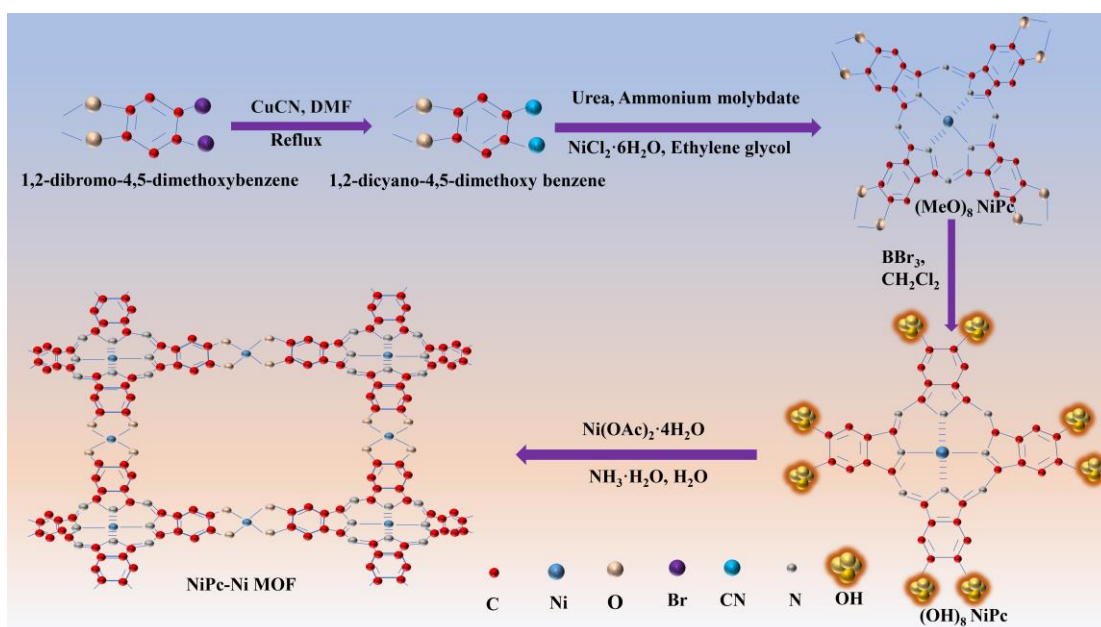 CuCN, DMF
Reflux
1,2-dibromo-4,5-dimethoxybenzene
1,2-dicyano-4,5-dimethoxy benzene
Urea, Ammonium molybdate
NiCl₂·6H₂O, Ethylene glycol
(MeO)₈ NiPc
BBr₃,
CH₂Cl₂
(OH)₈ NiPc
Ni(OAc)₂·4H₂O
NH₃·H₂O, H₂O
NiPc-Ni MOF
C Ni O Br CN N OH